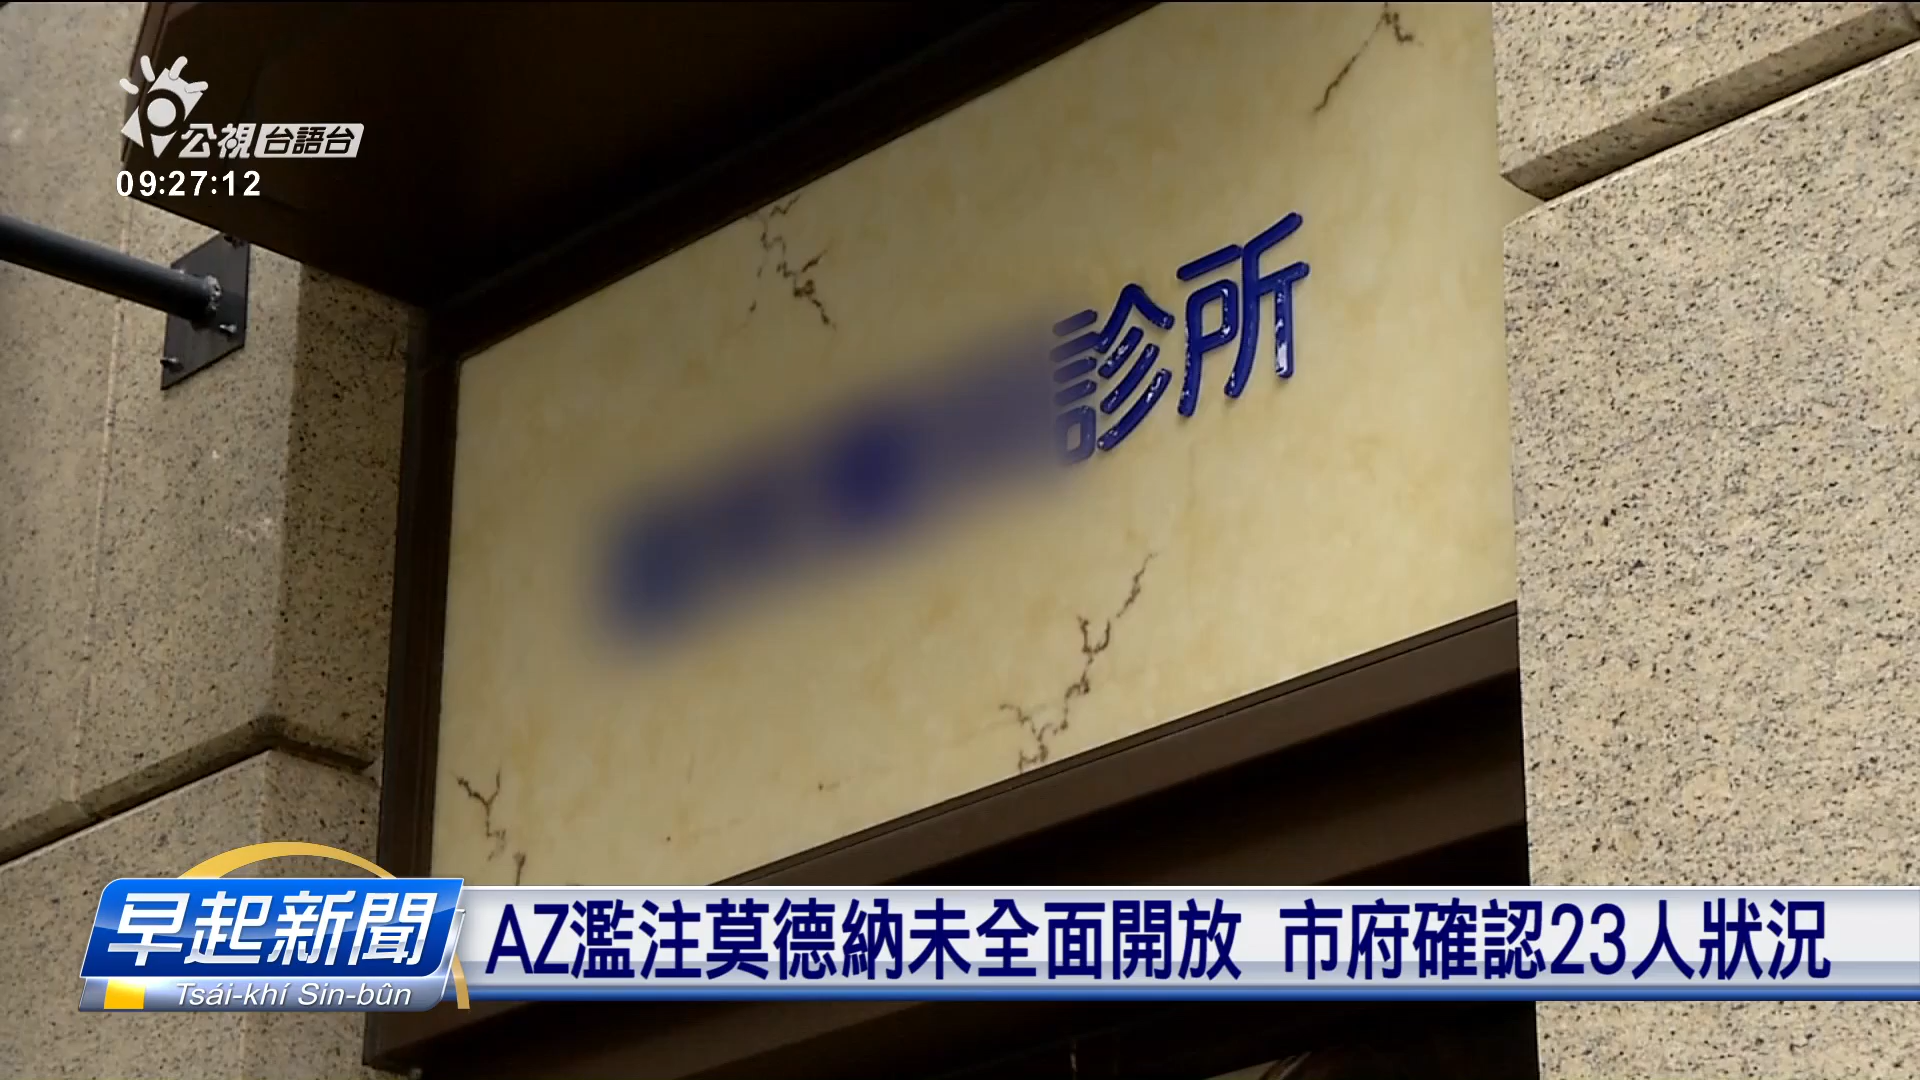 公視台語台
09:27:12
診所
早起新聞
Tsái-khí Sin-bûn
AZ濫注莫德納未全面開放 市府確認23人狀況